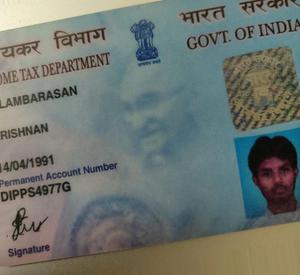 यकर विभाग
OME TAX DEPARTMENT
भारत सरकार
GOVT. OF INDIA
LAMBARASAN
RISHNAN
14/04/1991
Permanent Account Number
DIPPS4977G
Signature